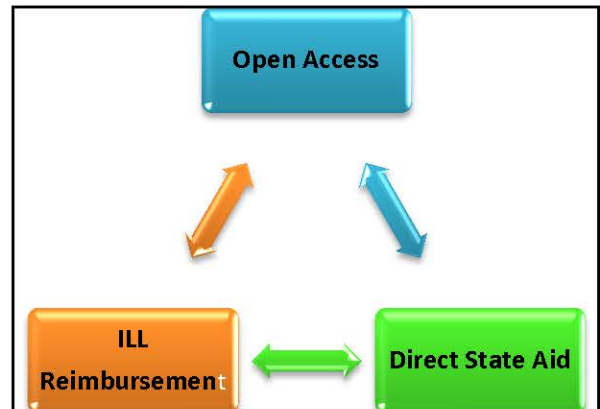 Open Access
ILL
Reimbursement
Direct State Aid